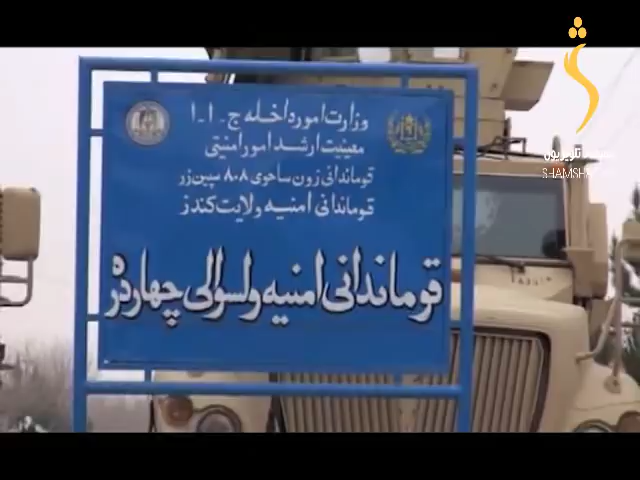 وزارت امور داخله ج-ا-ا
معینیت ارشد امور امنیتی
قوماندانی زون ساحوی ۸۰۸ سپین زر
قوماندانی امنیه ولایت کندز
قوماندانی امنیه ولسوالی چهاردره
تلویزیون
SHAMSHAD